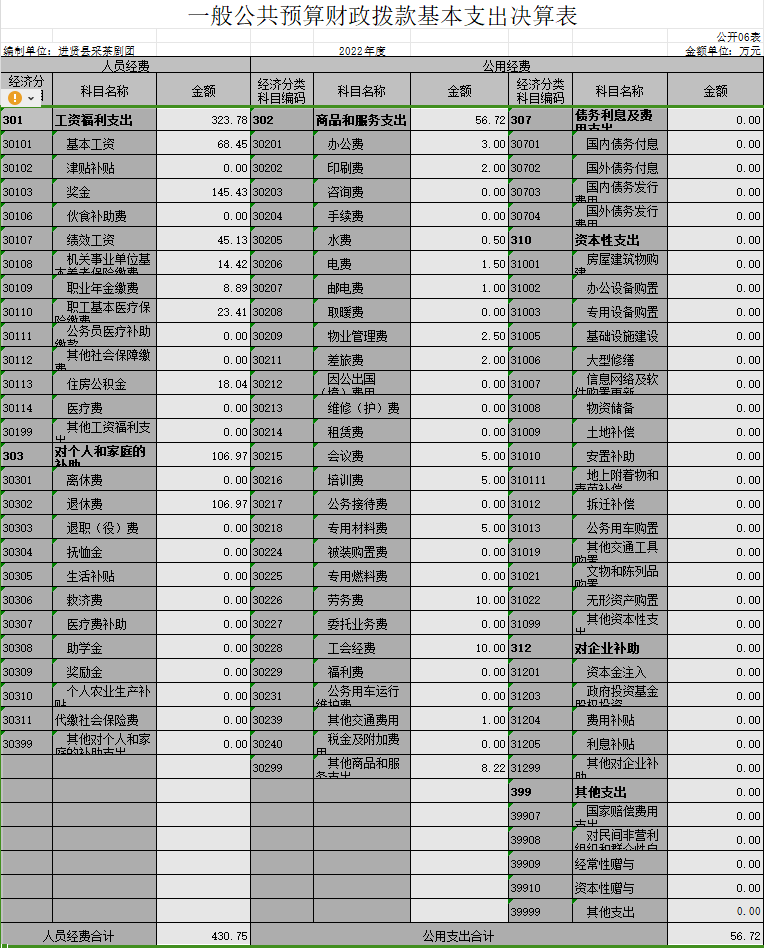 一般公共预算财政拨款基本支出决算表
公开06表
编制单位：进贤县采茶剧团 2022年度 金额单位：万元
人员经费 公用经费
经济分 科目名称 金额 经济分类科目编码 科目名称 金额 经济分类科目编码 科目名称 金额
301 工资福利支出 323.78 302 商品和服务支出 56.72 307 债务利息及费用支出 0.00
30101 基本工资 68.45 30201 办公费 3.00 30701 国内债务付息 0.00
30102 津贴补贴 0.00 30202 印刷费 2.00 30702 国外债务付息 0.00
30103 奖金 145.43 30203 咨询费 0.00 30703 国内债务发行费用 0.00
30106 伙食补助费 0.00 30204 手续费 0.00 30704 国外债务发行费用 0.00
30107 绩效工资 45.13 30205 水费 0.50 310 资本性支出 0.00
30108 机关事业单位基本养老保险缴费 14.42 30206 电费 1.50 31001 房屋建筑物购建 0.00
30109 职业年金缴费 8.89 30207 邮电费 1.00 31002 办公设备购置 0.00
30110 职工基本医疗保险缴费 23.41 30208 取暖费 0.00 31003 专用设备购置 0.00
30111 公务员医疗补助缴款 0.00 30209 物业管理费 2.50 31005 基础设施建设 0.00
30112 其他社会保障缴费 0.00 30211 差旅费 2.00 31006 大型修缮 0.00
30113 住房公积金 18.04 30212 因公出国（境）费用 0.00 31007 信息网络及软件购置更新 0.00
30114 医疗费 0.00 30213 维修（护）费 0.00 31008 物资储备 0.00
30199 其他工资福利支出 0.00 30214 租赁费 0.00 31009 土地补偿 0.00
303 对个人和家庭的补助 106.97 30215 会议费 5.00 31010 安置补助 0.00
30301 离休费 0.00 30216 培训费 5.00 310111 地上附着物和青苗补偿 0.00
30302 退休费 106.97 30217 公务接待费 0.00 31012 拆迁补偿 0.00
30303 退职（役）费 0.00 30218 专用材料费 5.00 31013 公务用车购置 0.00
30304 抚恤金 0.00 30224 被装购置费 0.00 31019 其他交通工具购置 0.00
30305 生活补贴 0.00 30225 专用燃料费 0.00 31021 文物和陈列品购置 0.00
30306 救济费 0.00 30226 劳务费 10.00 31022 无形资产购置 0.00
30307 医疗费补助 0.00 30227 委托业务费 0.00 31099 其他资本性支出 0.00
30308 助学金 0.00 30228 工会经费 10.00 312 对企业补助 0.00
30309 奖励金 0.00 30229 福利费 0.00 31201 资本金注入 0.00
30310 个人农业生产补贴 0.00 30231 公务用车运行维护费 0.00 31203 政府投资基金股权投资 0.00
30311 代缴社会保险费 0.00 30239 其他交通费用 1.00 31204 费用补贴 0.00
30399 其他对个人和家庭的补助支出 0.00 30240 税金及附加费用 0.00 31205 利息补贴 0.00
30299 其他商品和服务支出 8.22 31299 其他对企业补助 0.00
399 其他支出 0.00
39907 国家赔偿费用支出 0.00
39908 对民间非营利组织和群众性自 0.00
39909 经常性赠与 0.00
39910 资本性赠与 0.00
39999 其他支出 0.00
人员经费合计 430.75 公用支出合计 56.72